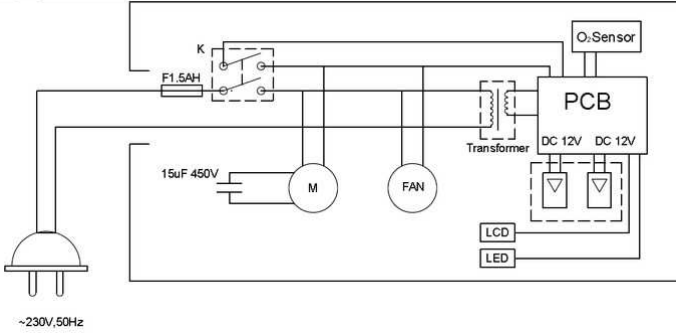 K
O₂Sensor
F1.5AH
PCB
DC 12V DC 12V
Transformer
15uF 450V
M
FAN
LCD
LED
~230V,50Hz